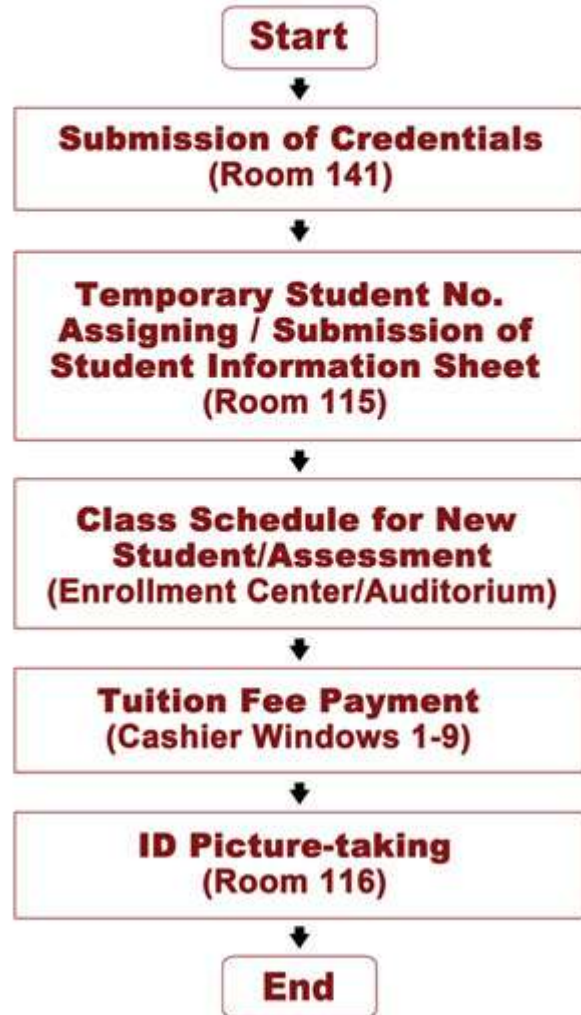 Start
Submission of Credentials
(Room 141)
Temporary Student No.
Assigning / Submission of
Student Information Sheet
(Room 115)
Class Schedule for New
Student/Assessment
(Enrollment Center/Auditorium)
Tuition Fee Payment
(Cashier Windows 1-9)
ID Picture-taking
(Room 116)
End